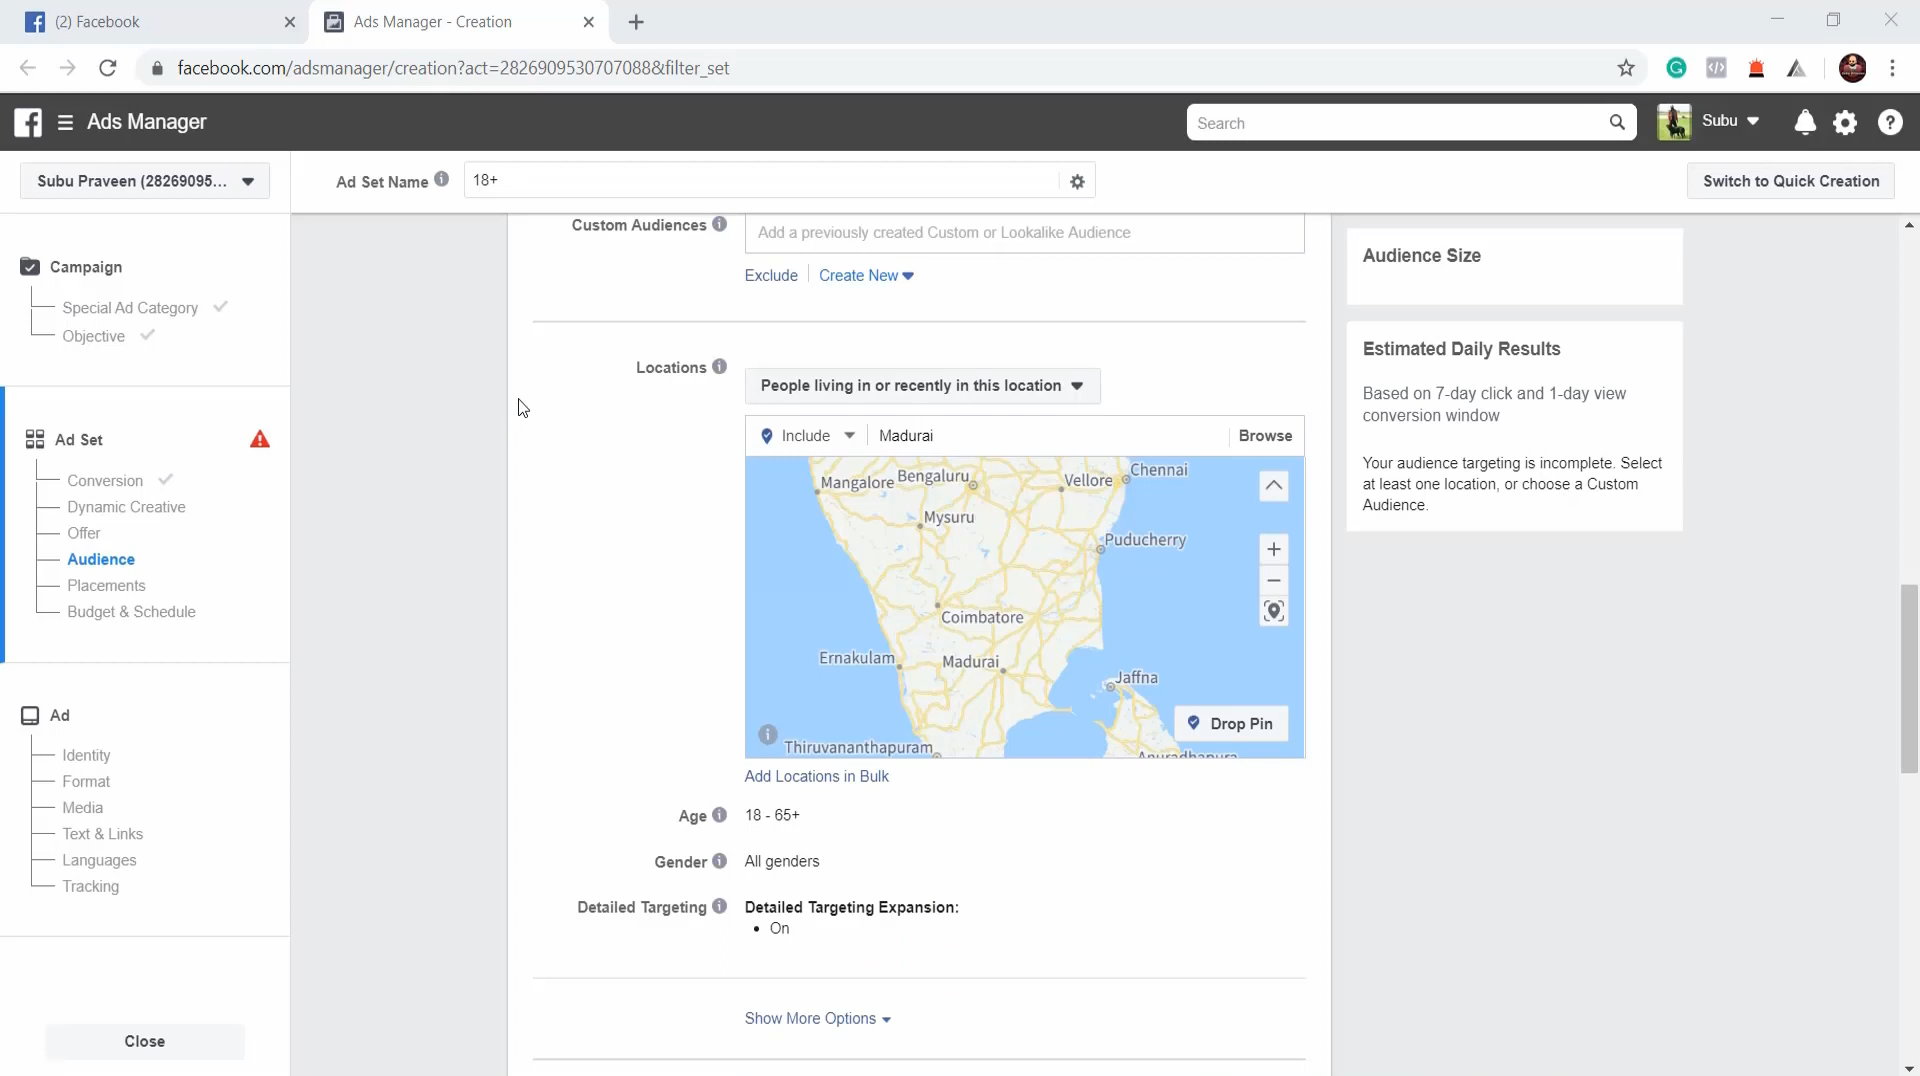 (2) Facebook
Ads Manager - Creation
facebook.com/adsmanager/creation?act=2826909530707088&filter_set
Ads Manager
Search
Subu
Subu Praveen (28269095...
Ad Set Name
18+
Switch to Quick Creation
Campaign
Special Ad Category
Objective
Ad Set
Conversion
Dynamic Creative
Offer
Audience
Placements
Budget & Schedule
Ad
Identity
Format
Media
Text & Links
Languages
Tracking
Close
Custom Audiences
Add a previously created Custom or Lookalike Audience
Exclude
Create New
Locations
People living in or recently in this location
Include
Madurai
Browse
Chennai
Bengaluru
Mangalore
Vellore
Mysuru
Puducherry
Coimbatore
Ernakulam
Madurai
Jaffna
Drop Pin
Thiruvananthapuram
Anuradhapura
Add Locations in Bulk
Age
18 - 65+
Gender
All genders
Detailed Targeting
Detailed Targeting Expansion:
• On
Show More Options
Audience Size
Estimated Daily Results
Based on 7-day click and 1-day view
conversion window
Your audience targeting is incomplete. Select
at least one location, or choose a Custom
Audience.